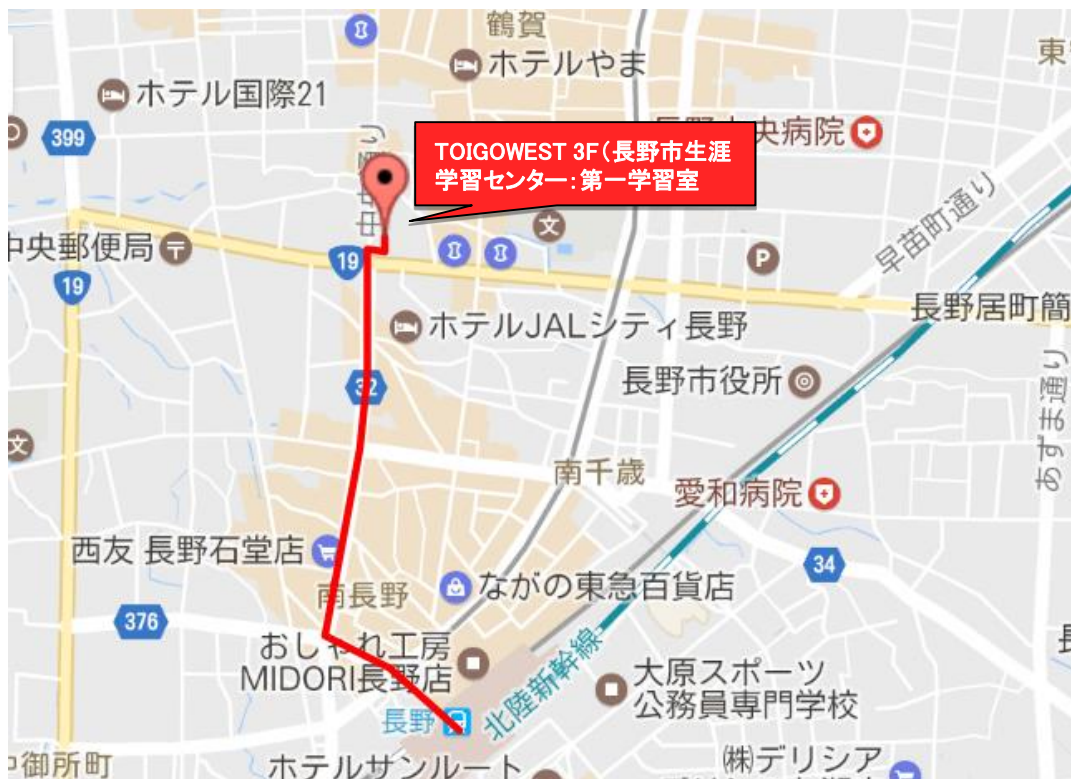 鶴賀
ホテルやま
東
ホテル国際21
399
TOIGOWEST 3F(長野市生涯
学習センター:第一学習室
央病院
文
早苗町通り
中央郵便局
19
19
P
長野居町簡
ホテルJALシティ長野
32
長野市役所
あずま通り
文
南千歳
愛和病院
西友 長野石堂店
34
南長野
ながの東急百貨店
376
おしゃれ工房
MIDORI長野店
北陸新幹線
大原スポーツ
公務員専門学校
長野
中御所町
ホテルサンルート
(株)デリシア